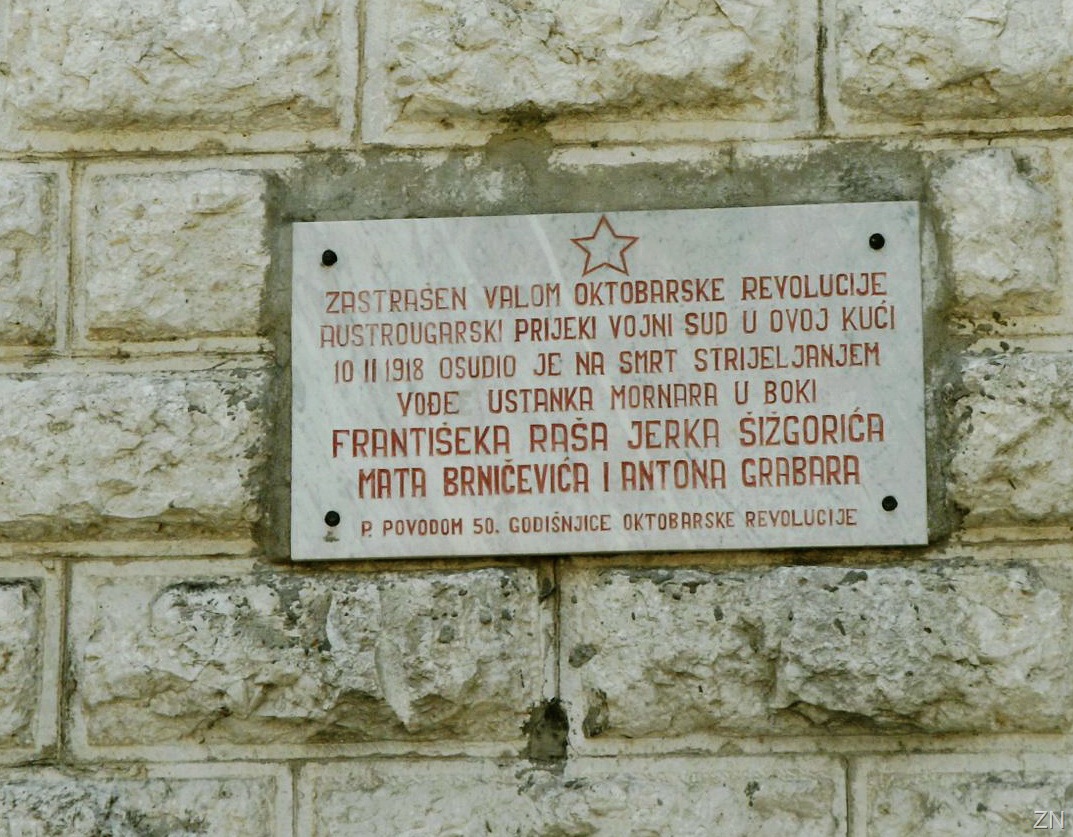 ZASTRAŠEN VALOM OKTOBARSKE REVOLUCIJE
AUSTROUGARSKI PRIJEKI VOJNI SUD U OVOJ KUĆI
10 II 1918 OSUDIO JE NA SMRT STRIJELJANJEM
VOĐE USTANKA MORNARA U BOKI
FRANTIŠEKA RAŠA JERKA ŠIŽGORIĆA
MATA BRNIČEVIĆA I ANTONA GRABARA
P. POVODOM 50. GODIŠNJICE OKTOBARSKE REVOLUCIJE
ZN